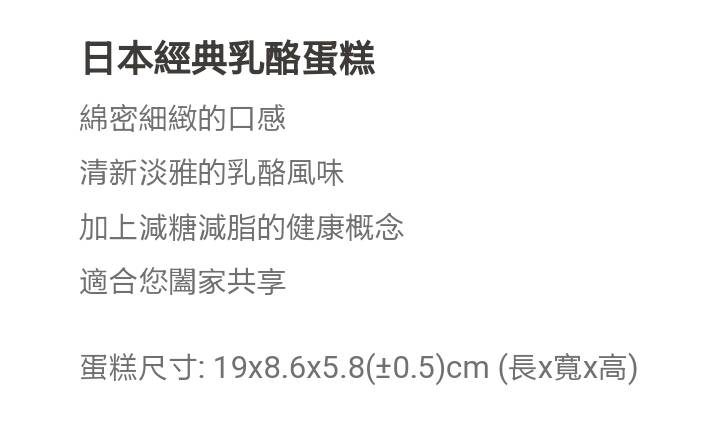 日本經典乳酪蛋糕
綿密細緻的口感
清新淡雅的乳酪風味
加上減糖減脂的健康概念
適合您闔家共享
蛋糕尺寸: 19x8.6x5.8(±0.5)cm (長x寬x高)